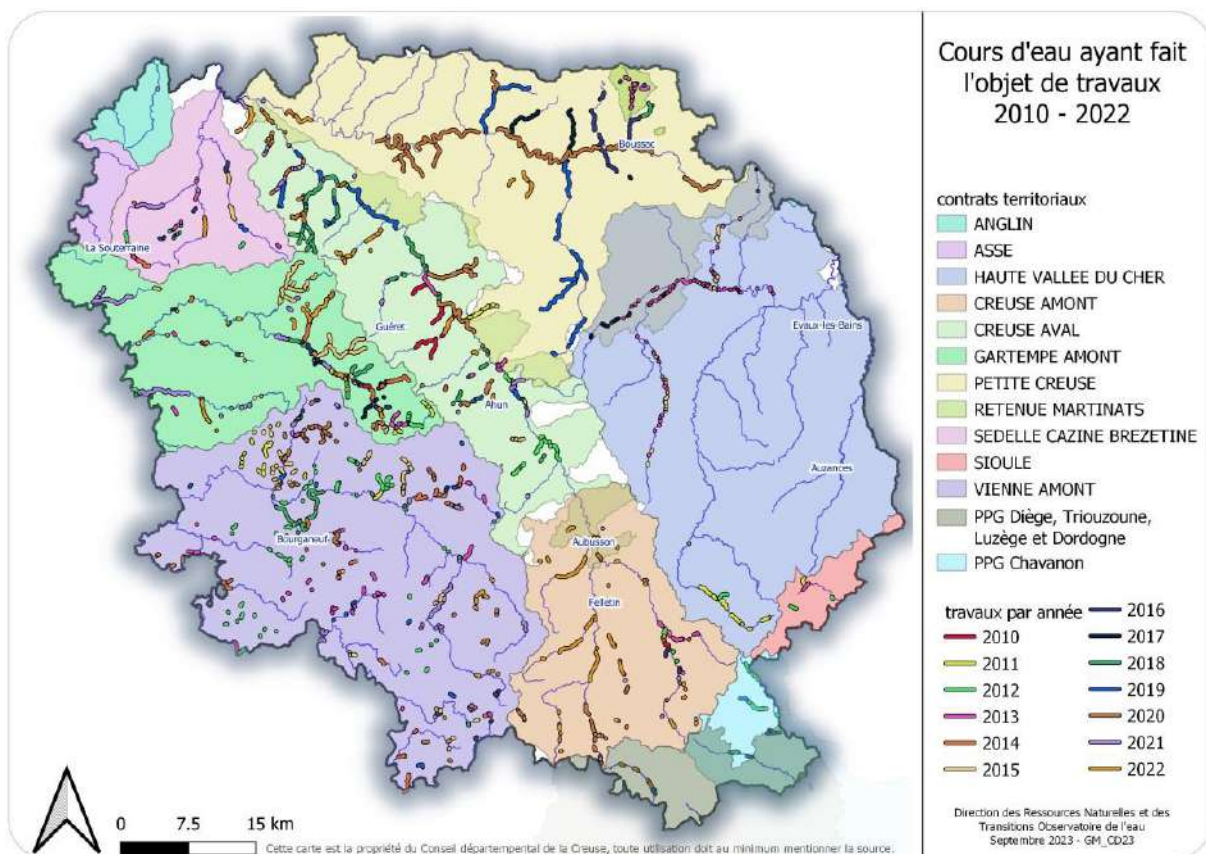 Cours d'eau ayant fait
l'objet de travaux
2010 - 2022
contrats territoriaux
ANGLIN
ASSE
HAUTE VALLEE DU CHER
CREUSE AMONT
CREUSE AVAL
GARTEMPE AMONT
PETITE CREUSE
RETENUE MARTINATS
SEDELLE CAZINE BREZETINE
SIOULE
VIENNE AMONT
PPG Diège, Triouzoune,
Luzège et Dordogne
PPG Chavanon
travaux par année
2010
2011
2012
2013
2014
2015
2016
2017
2018
2019
2020
2021
2022
Direction des Ressources Naturelles et des
Transitions Observatoire de l'eau
Septembre 2023 - GM_CD23
Boussac
La Souterraine
Guéret
Evaux-les-Bains
Ahun
Auzances
Bourganeuf
Aubusson
Felletin
0 7.5 15 km
Cette carte est la propriété du Conseil départempental de la Creuse, toute utilisation doit au minimum mentionner la source.